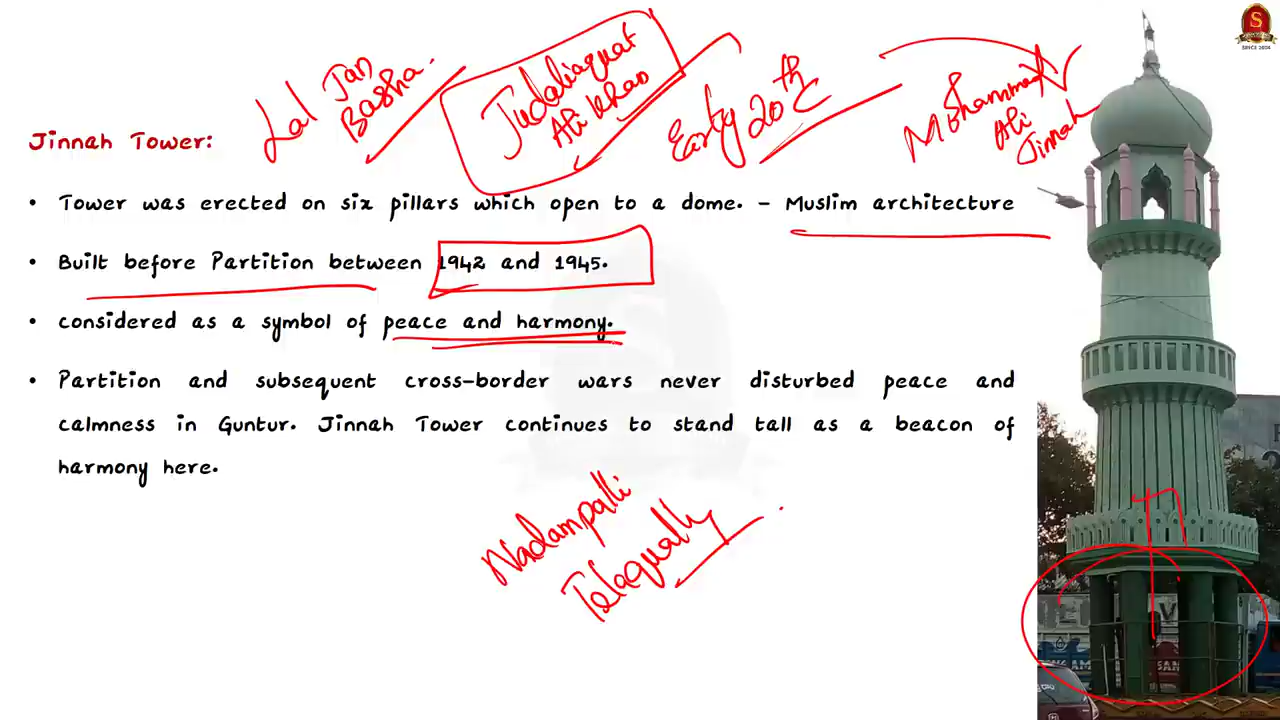 S
SINCE 2004
Lal Jan
Basha.
Judaliaquat
Ali Khan
Early 20th C
Mohammed
Ali
Jinnah
Jinnah Tower:
• Tower was erected on six pillars which open to a dome. - Muslim architecture
• Built before Partition between 1942 and 1945.
• considered as a symbol of peace and harmony.
• Partition and subsequent cross-border wars never disturbed peace and
calmness in Guntur. Jinnah Tower continues to stand tall as a beacon of
harmony here.
Nadampalli